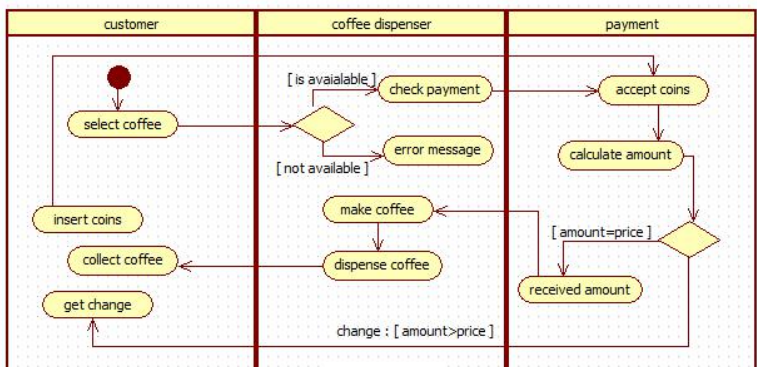 customer
coffee dispenser
payment
[ is avaialable ]
check payment
accept coins
select coffee
error message
calculate amount
[ not available ]
insert coins
make coffee
[ amount=price ]
collect coffee
dispense coffee
received amount
get change
change : [ amount>price ]